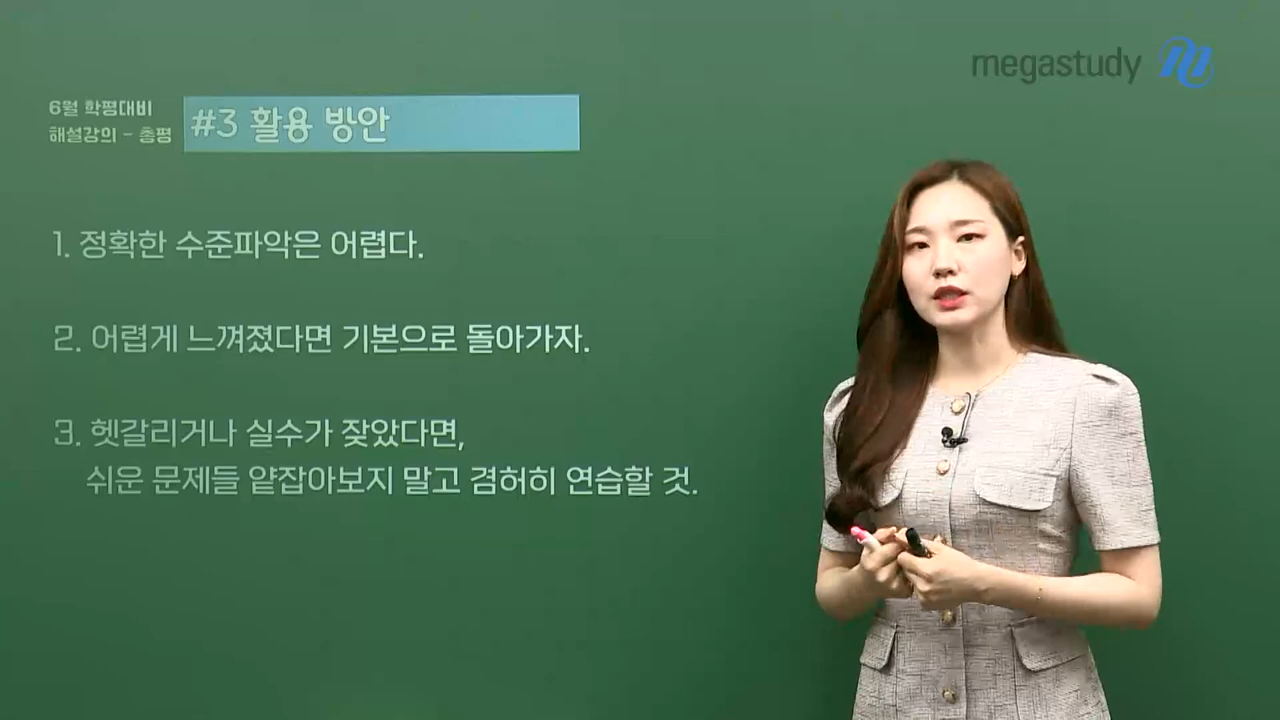 megastudy
6월 학평대비
해설강의 - 총평
#3 활용 방안
1. 정확한 수준파악은 어렵다.
2. 어렵게 느껴졌다면 기본으로 돌아가자.
3. 헷갈리거나 실수가 잦았다면,
쉬운 문제들 얕잡아보지 말고 겸허히 연습할 것.